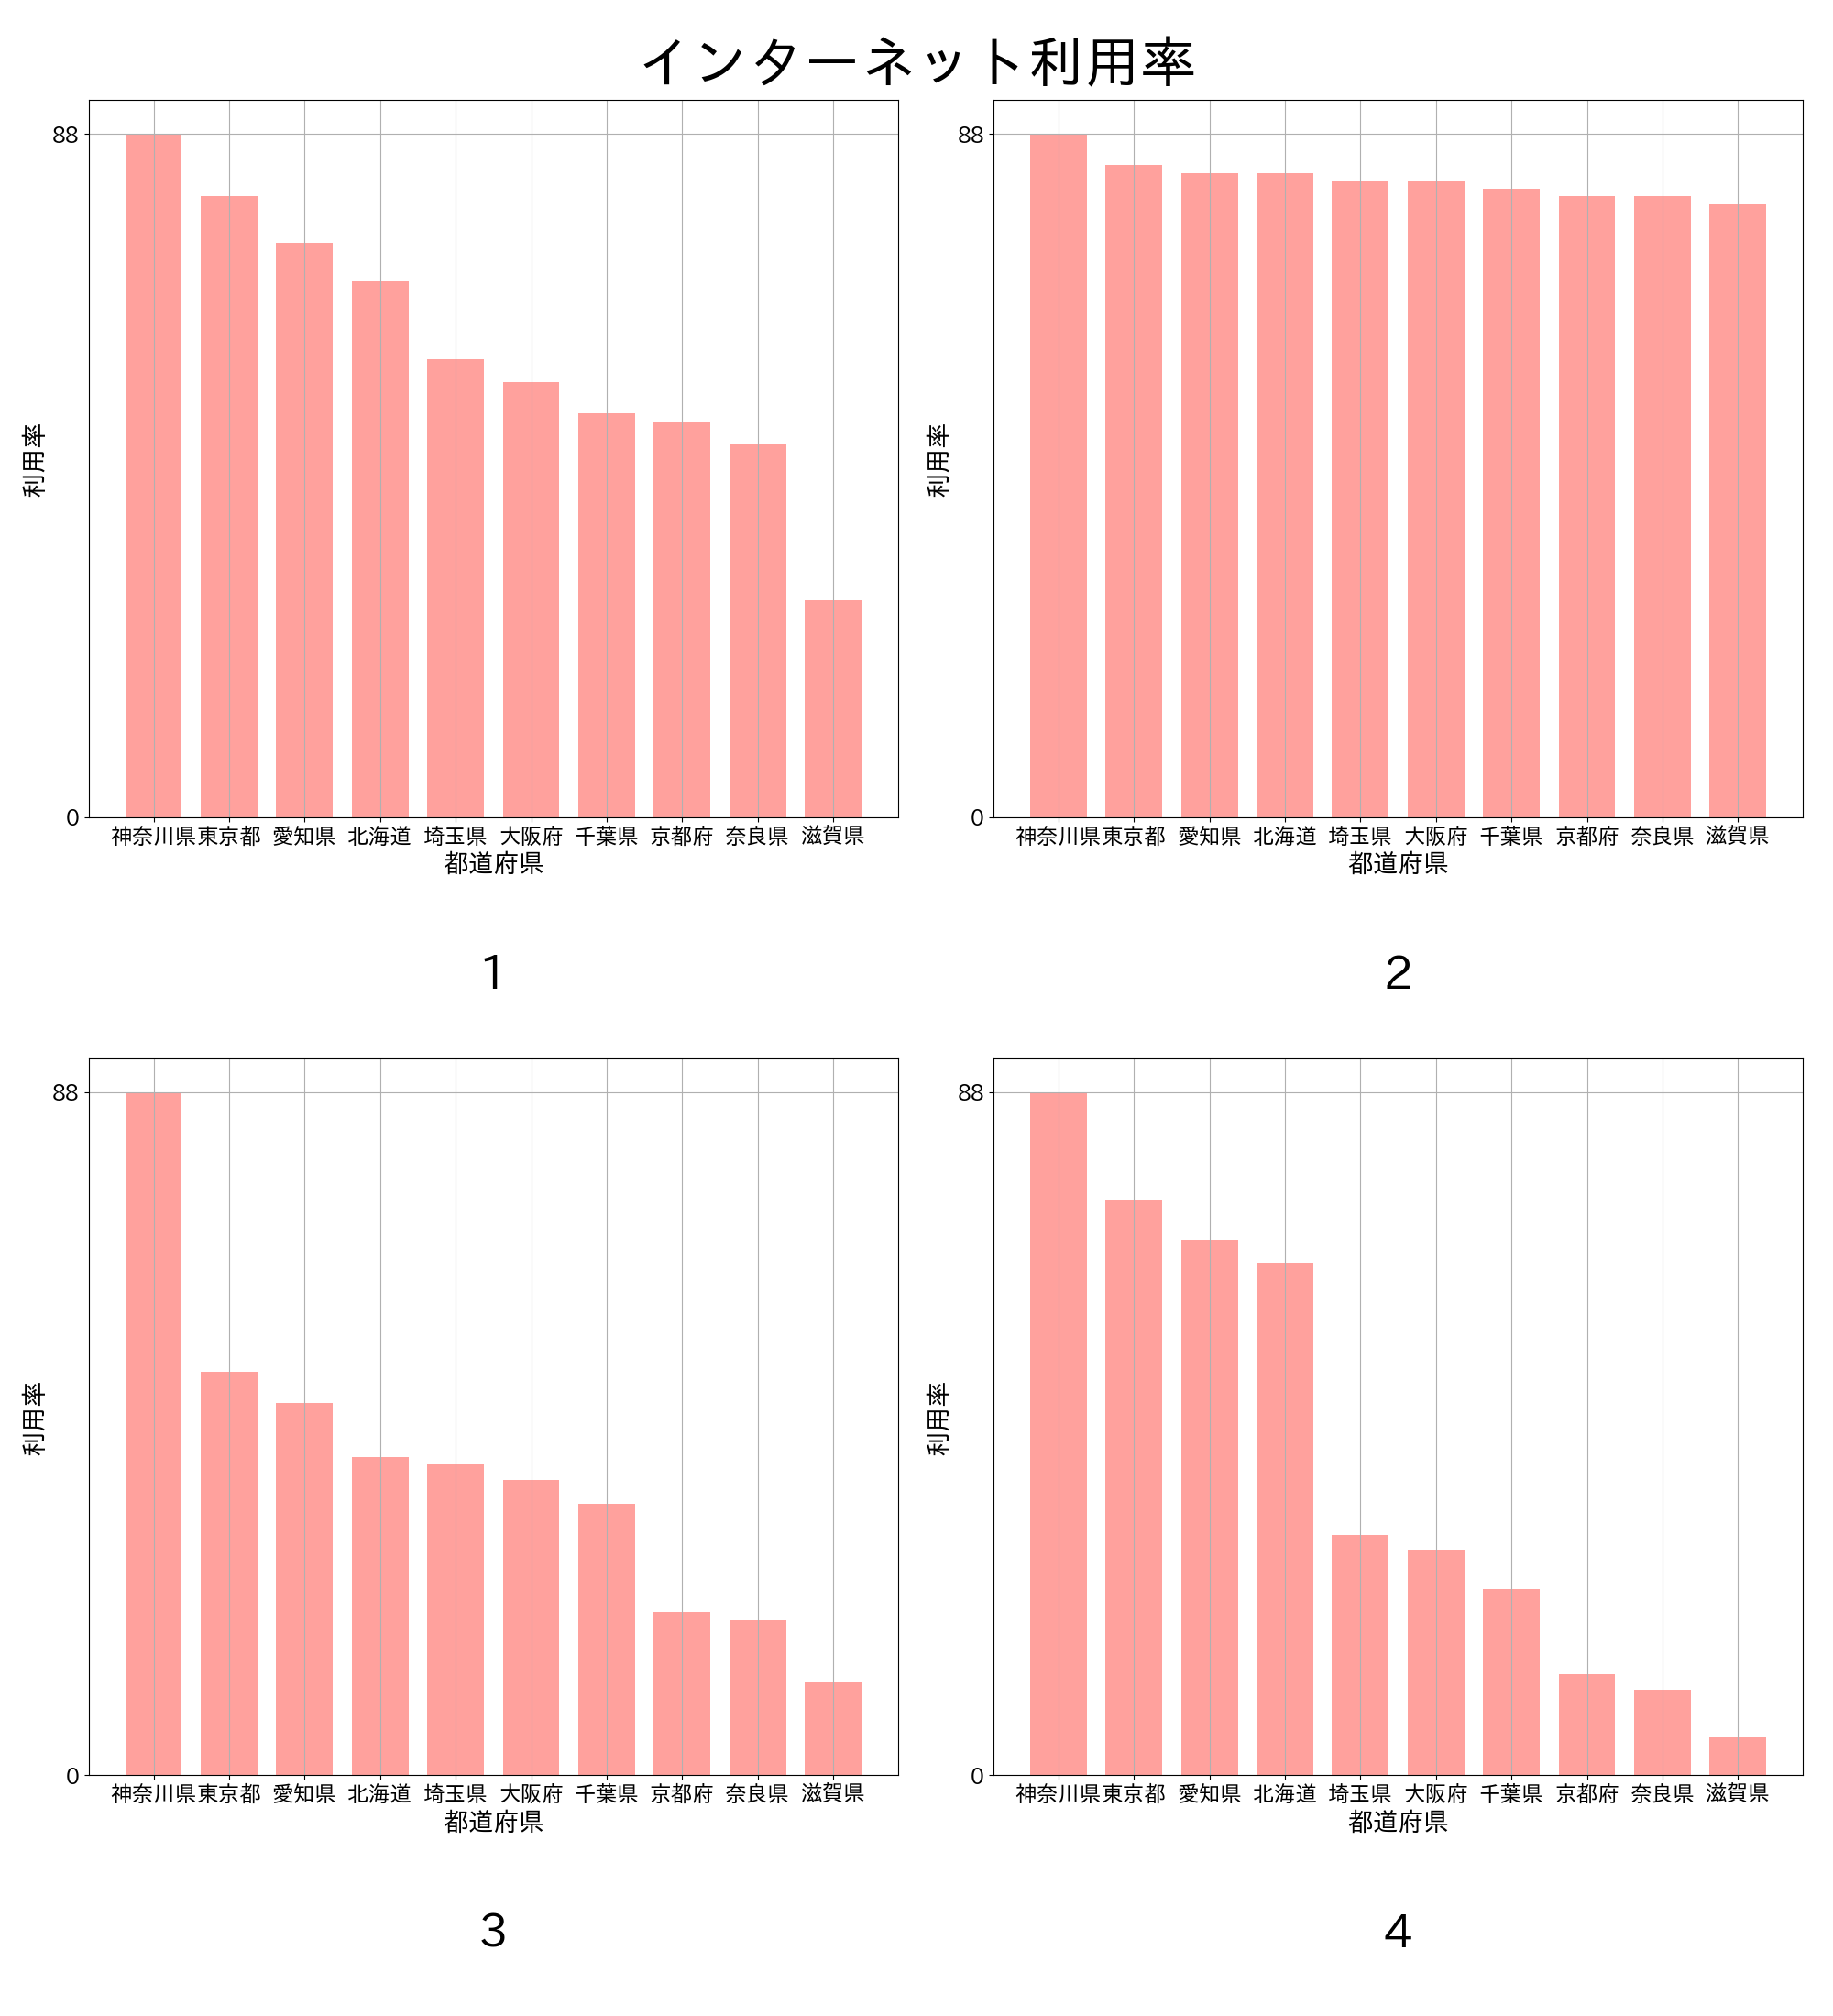 インターネット利用率
88
0
利用率
神奈川県 東京都 愛知県 北海道 埼玉県 大阪府 千葉県 京都府 奈良県 滋賀県
都道府県
1
88
0
利用率
神奈川県 東京都 愛知県 北海道 埼玉県 大阪府 千葉県 京都府 奈良県 滋賀県
都道府県
2
88
0
利用率
神奈川県 東京都 愛知県 北海道 埼玉県 大阪府 千葉県 京都府 奈良県 滋賀県
都道府県
3
88
0
利用率
神奈川県 東京都 愛知県 北海道 埼玉県 大阪府 千葉県 京都府 奈良県 滋賀県
都道府県
4